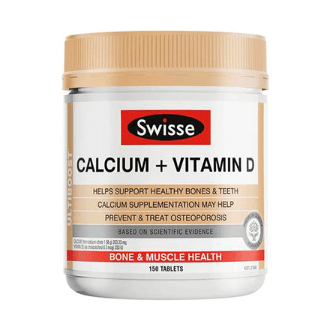 Swisse
ULTIBOOST
CALCIUM + VITAMIN D
HELPS SUPPORT HEALTHY BONES & TEETH
CALCIUM SUPPLEMENTATION MAY HELP
PREVENT & TREAT OSTEOPOROSIS
BASED ON SCIENTIFIC EVIDENCE
BONE & MUSCLE HEALTH
150 TABLETS